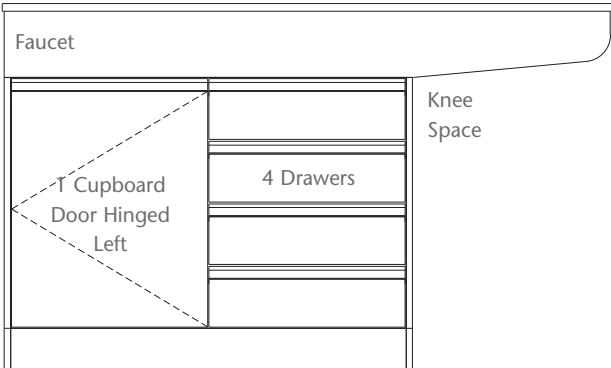 Faucet
Knee
Space
1 Cupboard
Door Hinged
Left
4 Drawers